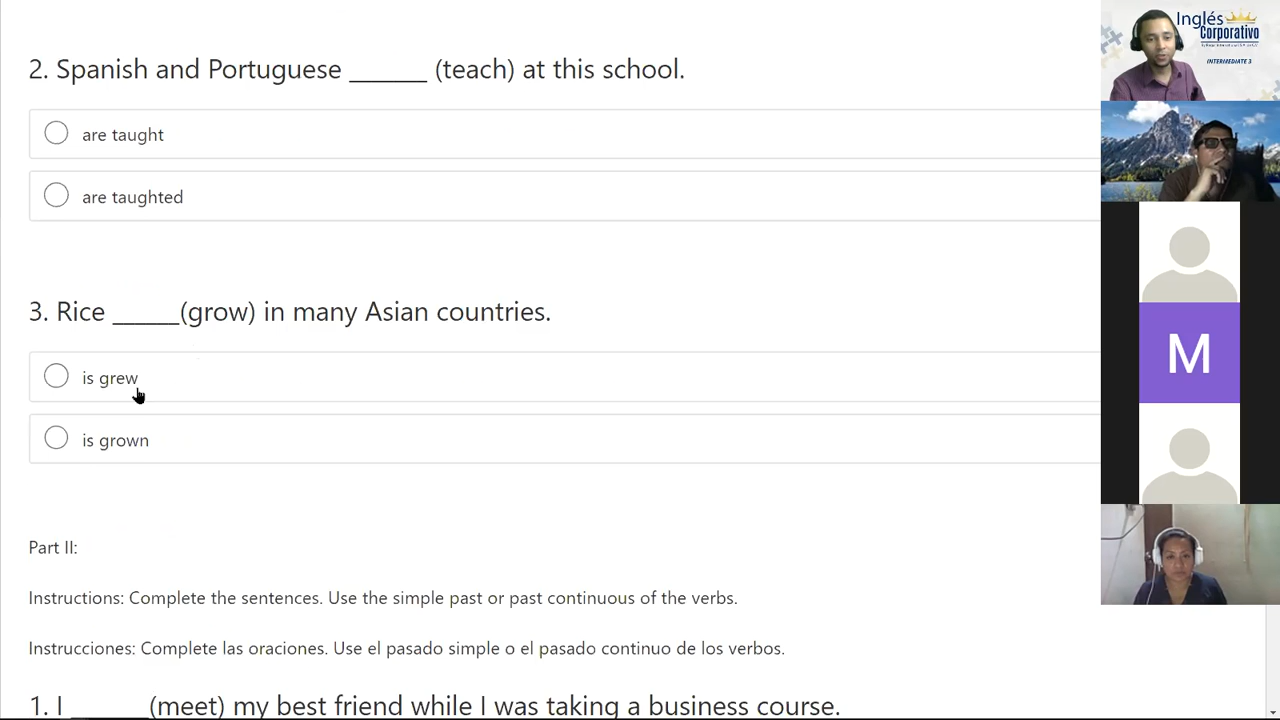 2. Spanish and Portuguese _______ (teach) at this school.
are taught
are taughted
3. Rice ______(grow) in many Asian countries.
is grew
is grown
Part II:
Instructions: Complete the sentences. Use the simple past or past continuous of the verbs.
Instrucciones: Complete las oraciones. Use el pasado simple o el pasado continuo de los verbos.
1. I _______(meet) my best friend while I was taking a business course.
Inglés
Corporativo
INTERMEDIATE 3
M